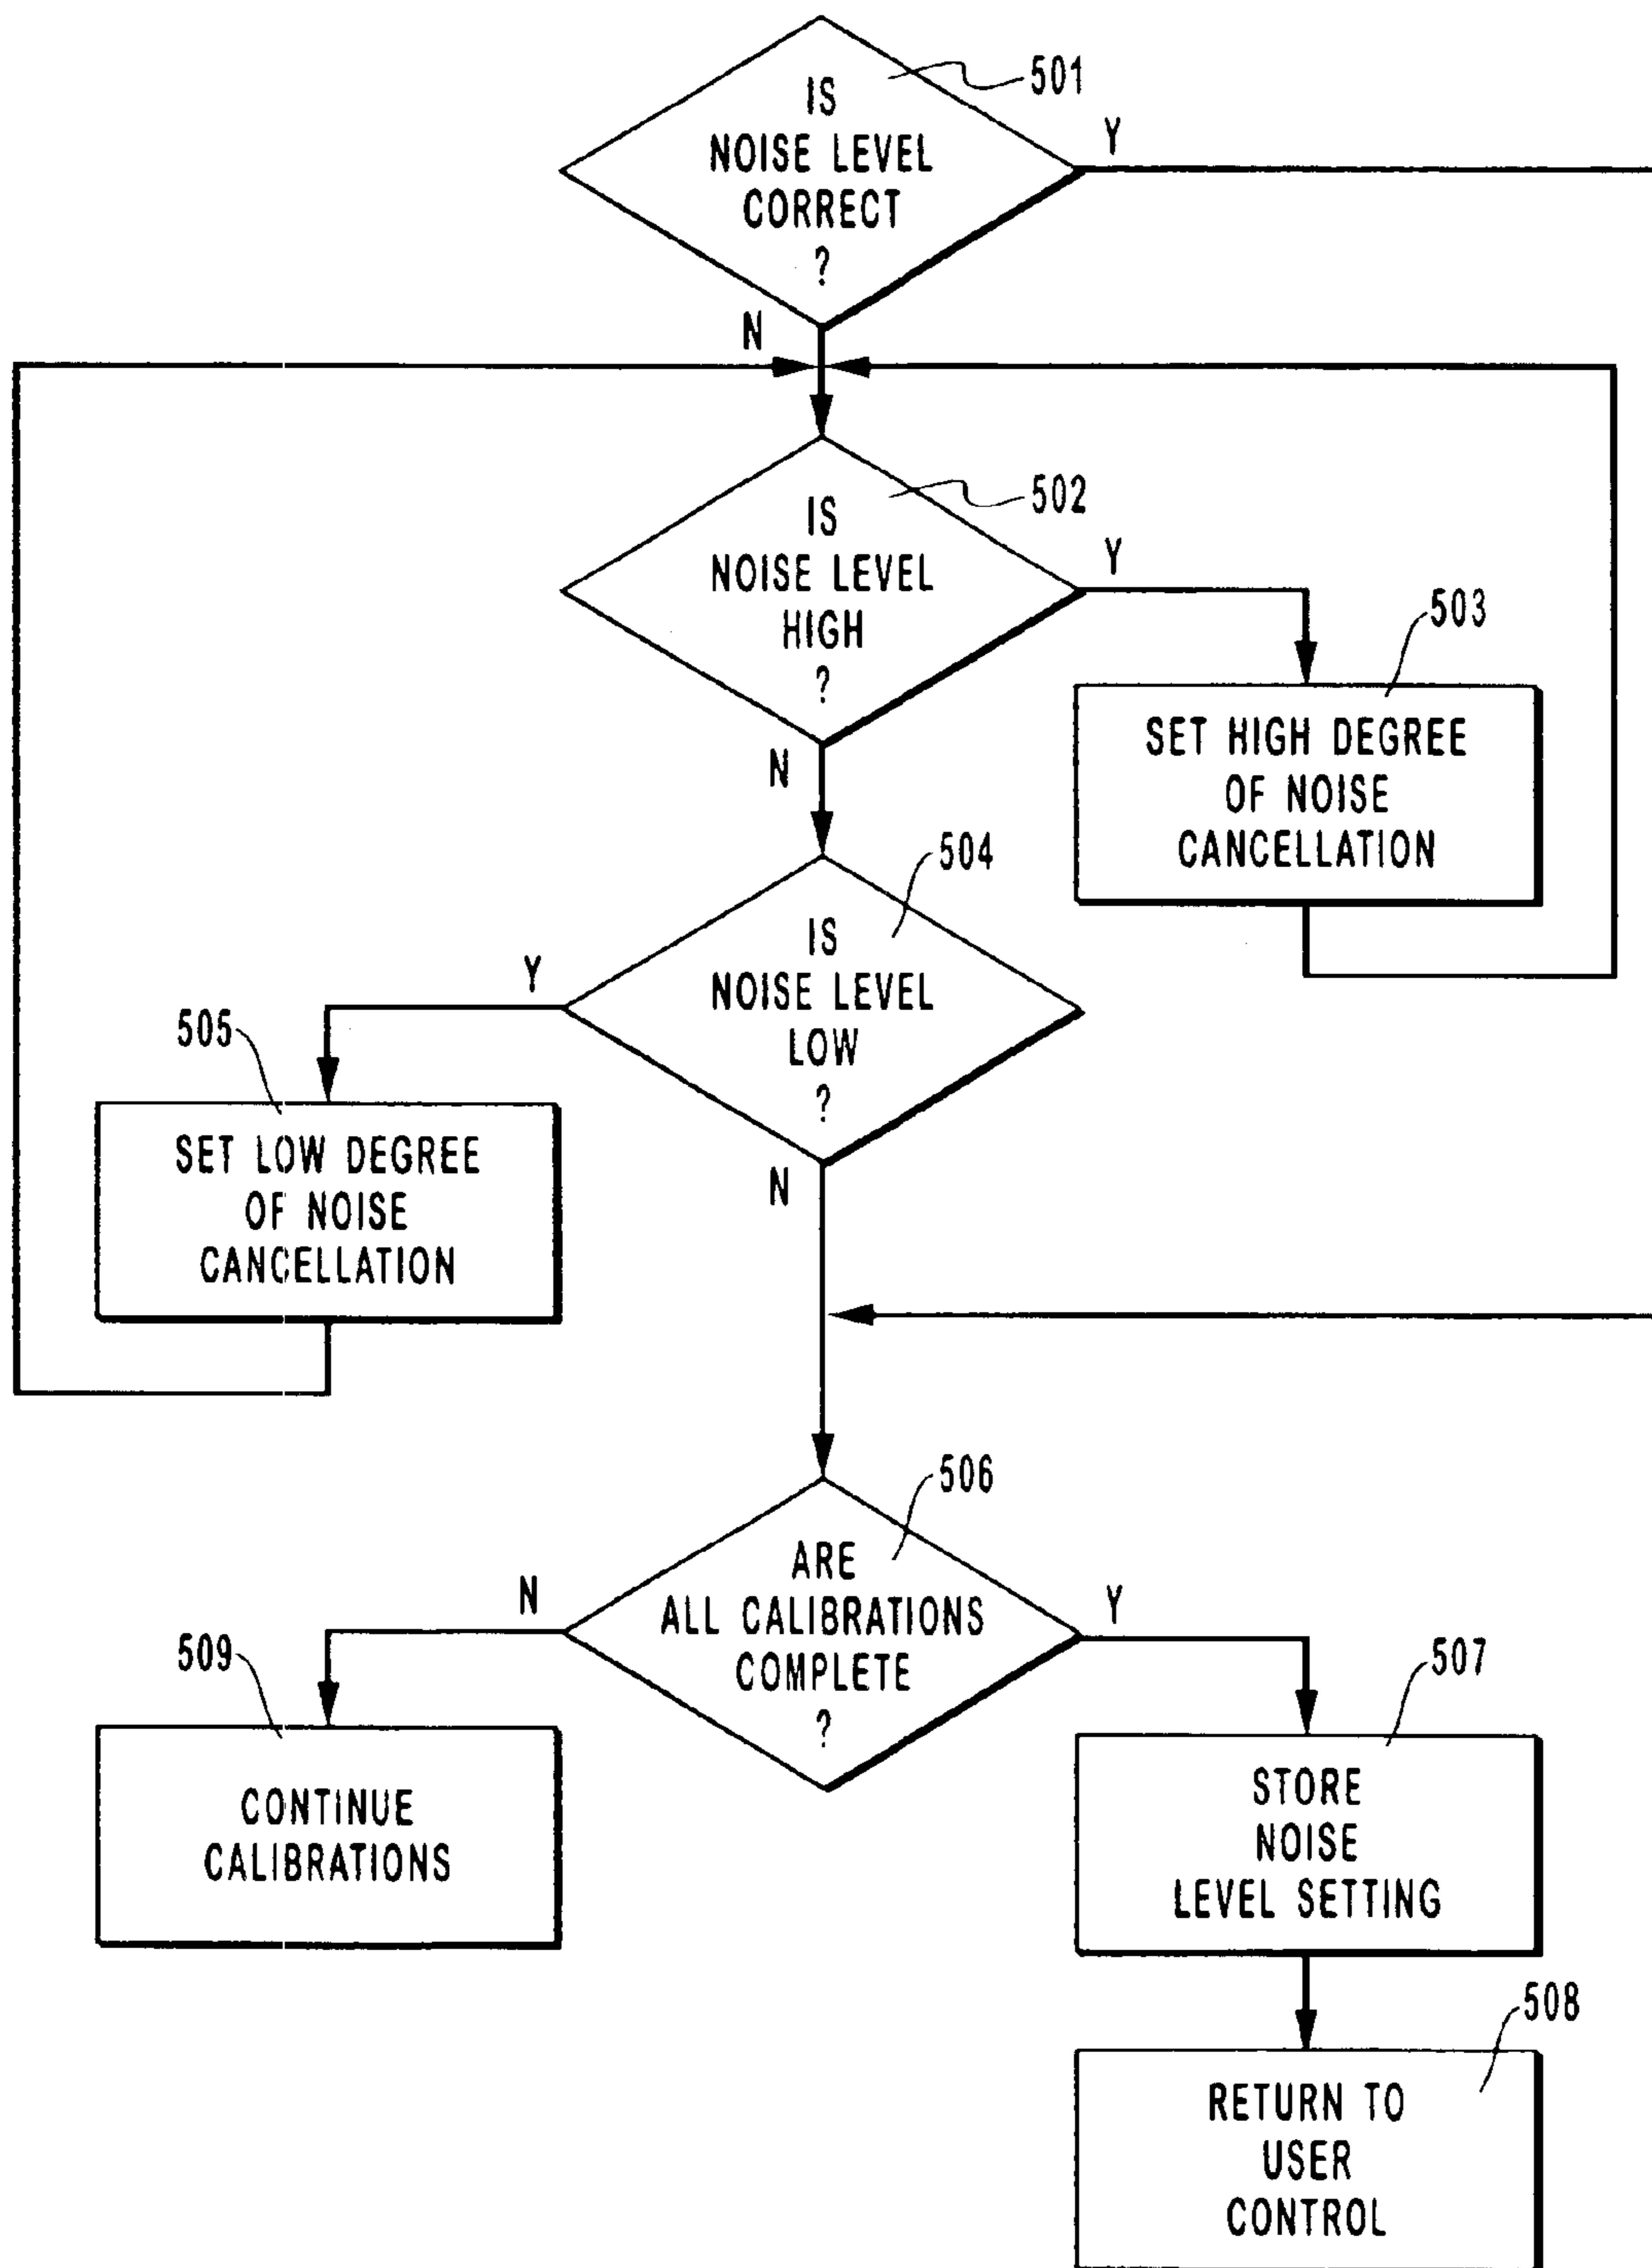 IS
NOISE LEVEL
CORRECT
?
501
Y
N
IS
NOISE LEVEL
HIGH
?
502
Y
N
503
SET HIGH DEGREE
OF NOISE
CANCELLATION
IS
NOISE LEVEL
LOW
?
504
Y
N
505
SET LOW DEGREE
OF NOISE
CANCELLATION
ARE
ALL CALIBRATIONS
COMPLETE
?
506
N
Y
509
CONTINUE
CALIBRATIONS
507
STORE
NOISE
LEVEL SETTING
508
RETURN TO
USER
CONTROL